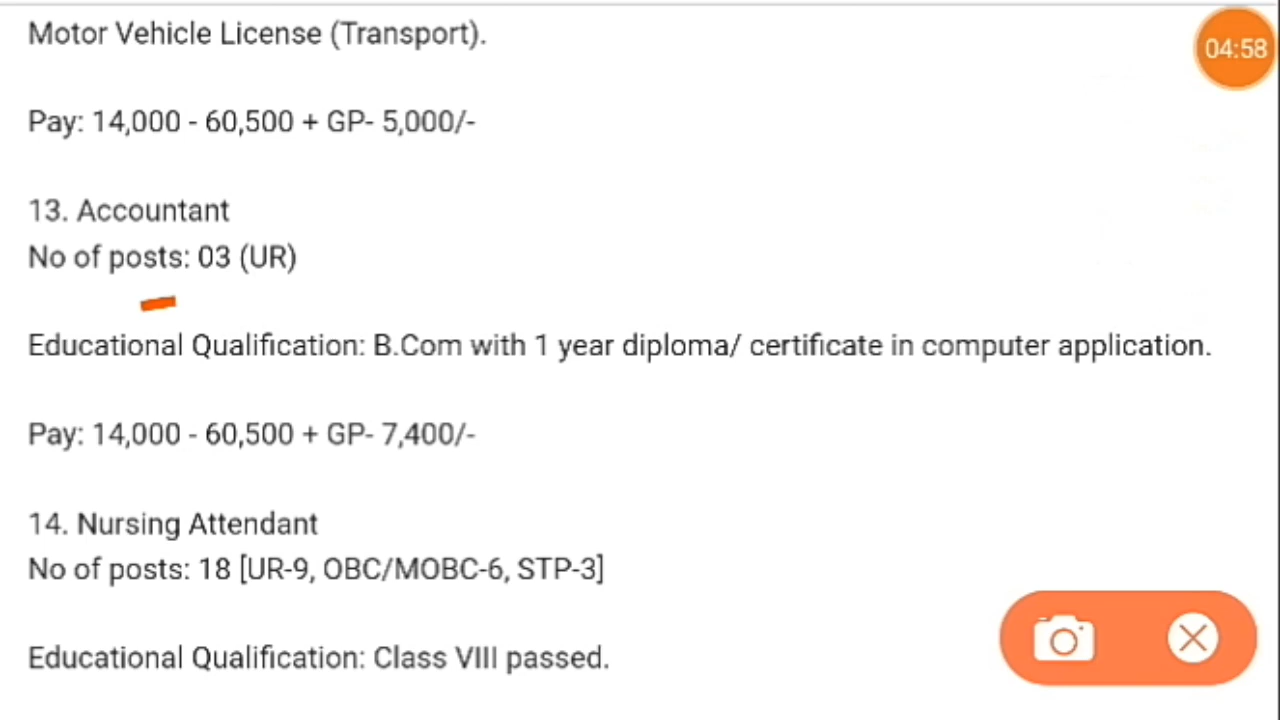 Motor Vehicle License (Transport).
04:58
Pay: 14,000 - 60,500 + GP- 5,000/-
13. Accountant
No of posts: 03 (UR)
Educational Qualification: B.Com with 1 year diploma/ certificate in computer application.
Pay: 14,000 - 60,500 + GP- 7,400/-
14. Nursing Attendant
No of posts: 18 [UR-9, OBC/MOBC-6, STP-3]
Educational Qualification: Class VIII passed.